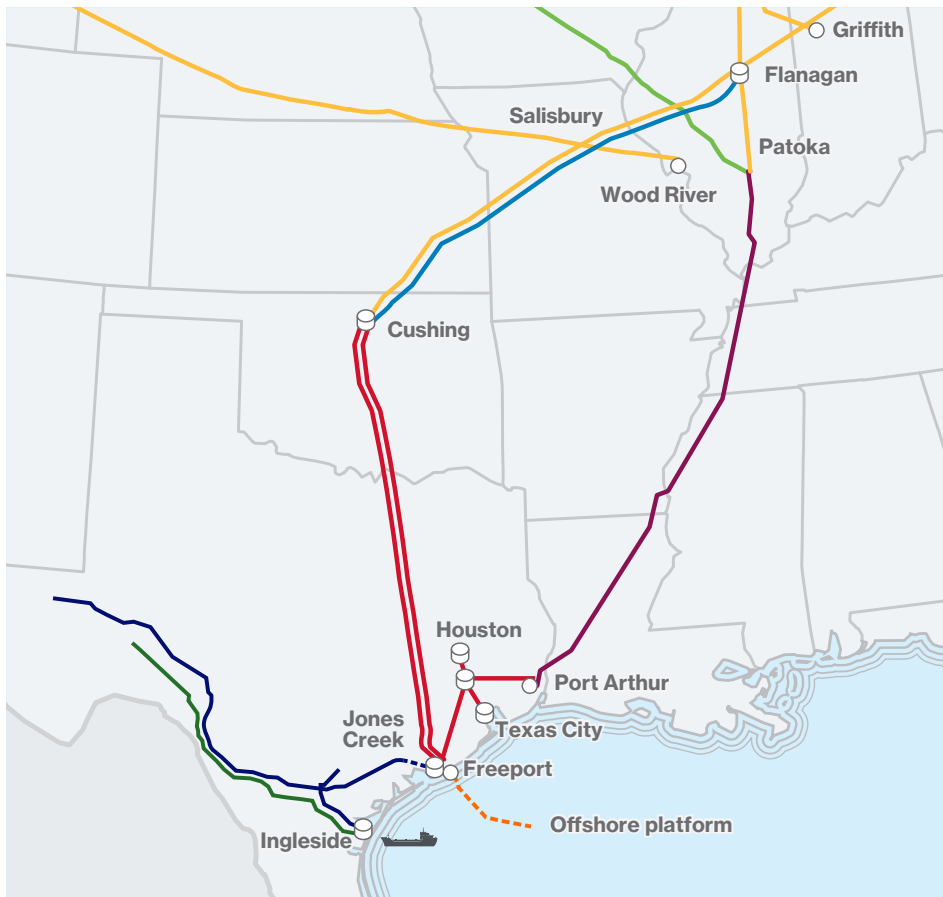 Griffith
Flanagan
Salisbury
Patoka
Wood River
Cushing
Houston
Port Arthur
Jones
Creek
Texas City
Freeport
Offshore platform
Ingleside